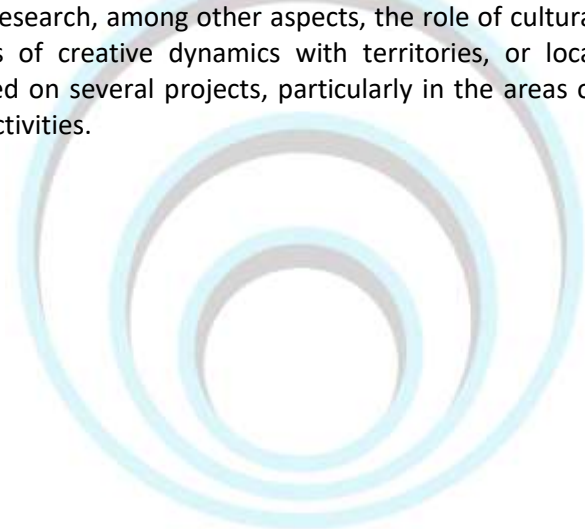 esearch, among other aspects, the role of cultura
s of creative dynamics with territories, or loca
ed on several projects, particularly in the areas o
ctivities.